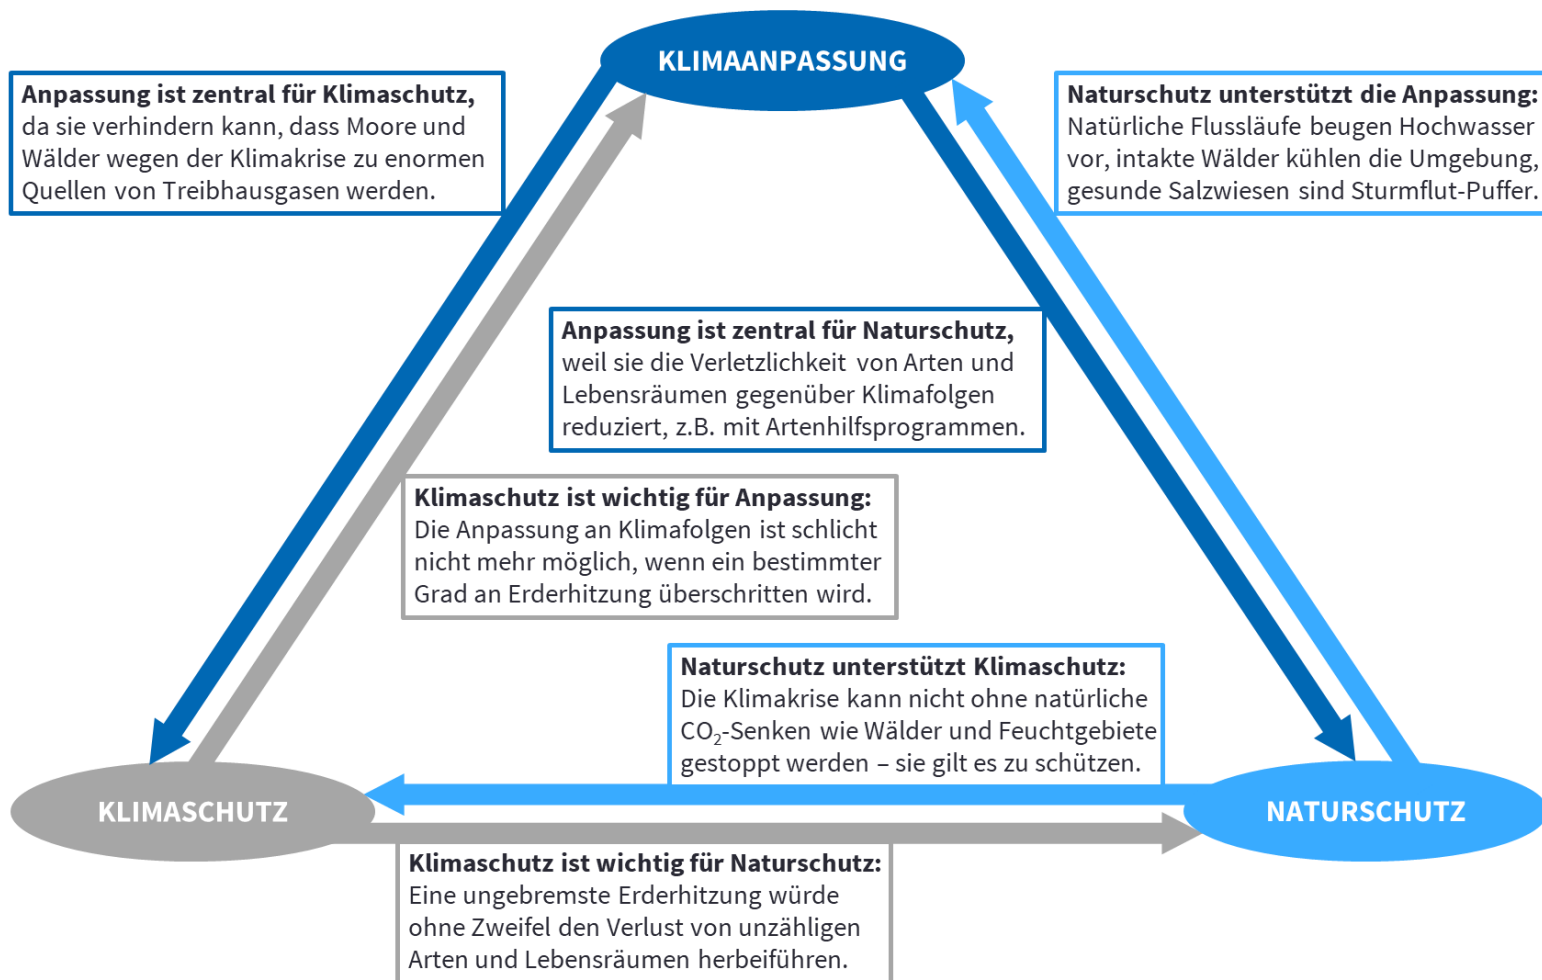 KLIMAANPASSUNG
Anpassung ist zentral für Klimaschutz,
da sie verhindern kann, dass Moore und
Wälder wegen der Klimakrise zu enormen
Quellen von Treibhausgasen werden.
Naturschutz unterstützt die Anpassung:
Natürliche Flussläufe beugen Hochwasser
vor, intakte Wälder kühlen die Umgebung,
gesunde Salzwiesen sind Sturmflut-Puffer.
Anpassung ist zentral für Naturschutz,
weil sie die Verletzlichkeit von Arten und
Lebensräumen gegenüber Klimafolgen
reduziert, z.B. mit Artenhilfsprogrammen.
Klimaschutz ist wichtig für Anpassung:
Die Anpassung an Klimafolgen ist schlicht
nicht mehr möglich, wenn ein bestimmter
Grad an Erderhitzung überschritten wird.
Naturschutz unterstützt Klimaschutz:
Die Klimakrise kann nicht ohne natürliche
CO₂-Senken wie Wälder und Feuchtgebiete
gestoppt werden – sie gilt es zu schützen.
KLIMASCHUTZ
NATURSCHUTZ
Klimaschutz ist wichtig für Naturschutz:
Eine ungebremste Erderhitzung würde
ohne Zweifel den Verlust von unzähligen
Arten und Lebensräumen herbeiführen.